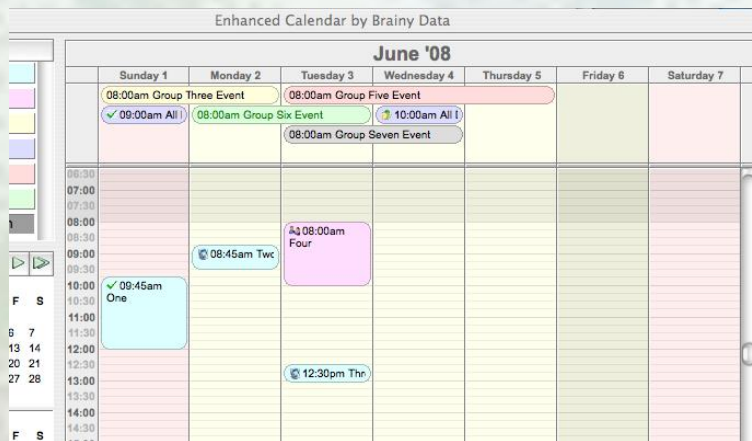 Enhanced Calendar by Brainy Data
June '08
Sunday 1 Monday 2 Tuesday 3 Wednesday 4 Thursday 5 Friday 6 Saturday 7
08:00am Group Three Event 08:00am Group Five Event
09:00am All 08:00am Group Six Event 10:00am All
08:00am Group Seven Event
06:30
07:00
07:30
08:00
08:00am
Four
08:30
09:00 08:45am Two
09:30
10:00 09:45am
F S 10:30 One
11:00
6 7 11:30
13 14 12:00
20 21 12:30 12:30pm
27 28 13:00
13:30
14:00
F S 14:30